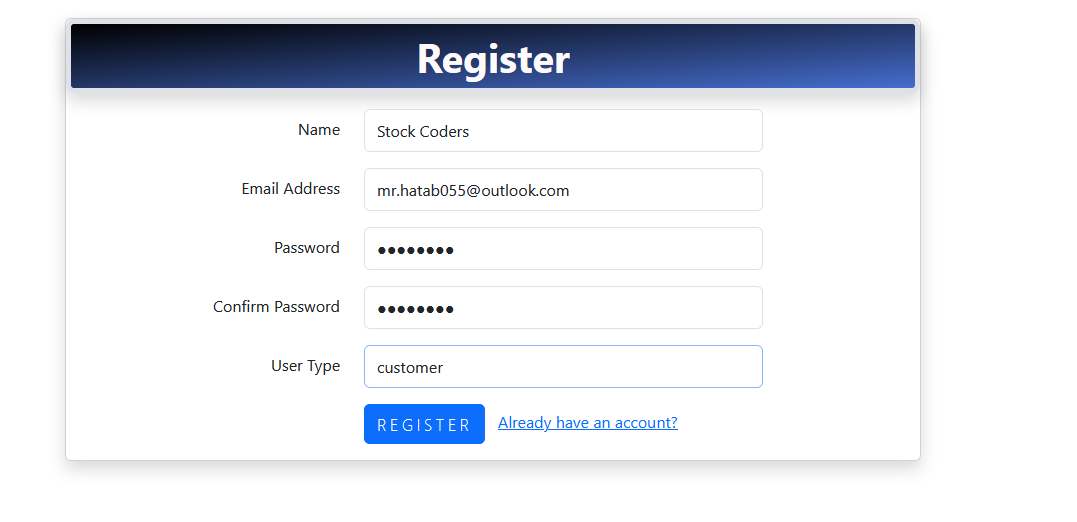 Register
Name
Stock Coders
Email Address
mr.hatab055@outlook.com
Password
●●●●●●●●
Confirm Password
●●●●●●●●
User Type
customer
REGISTER Already have an account?